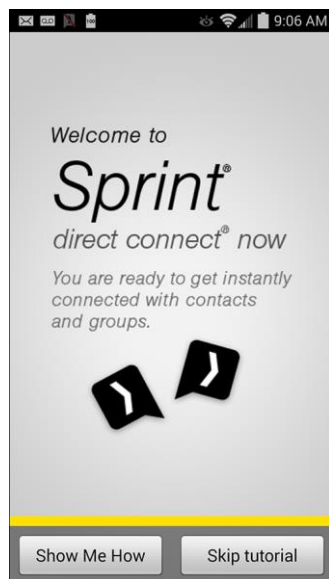 9:06 AM
Welcome to
Sprint®
direct connect® now
You are ready to get instantly
connected with contacts
and groups.
Show Me How
Skip tutorial